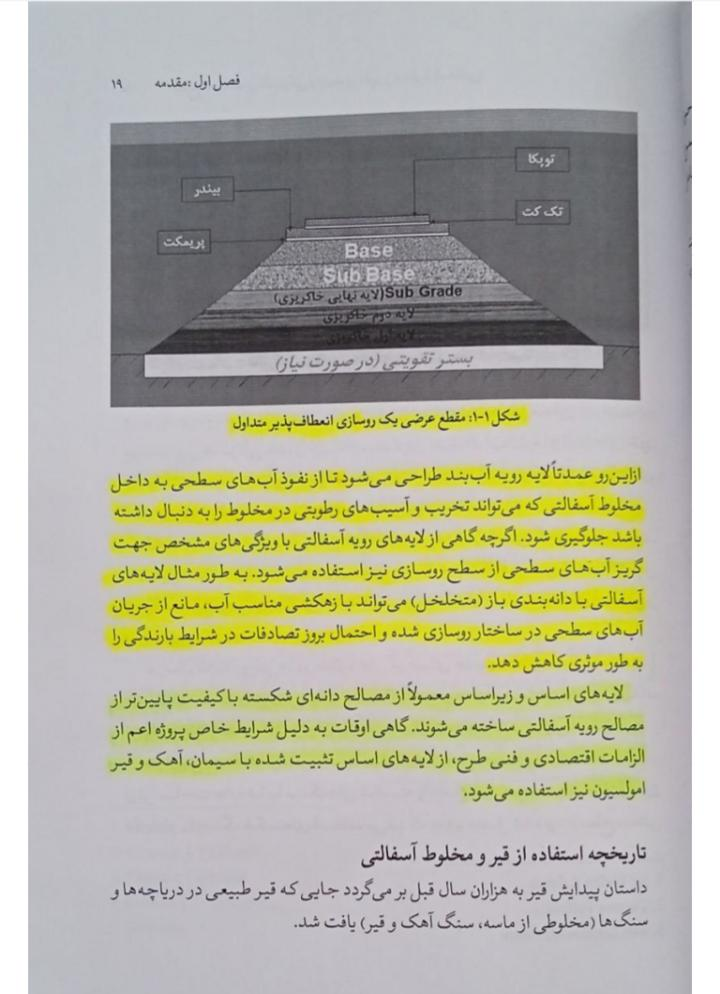 فصل اول :مقدمه ۱۹
توپکا
بیندر
تک کت
پریمکت
Base
Sub Base
Sub Grade(لایه نهایی خاکریزی)
لایه دوم خاکریزی
لایه اول خاکریزی
بستر تقویتی (در صورت نیاز)
شکل ۱-۱: مقطع عرضی یک روسازی انعطاف‌پذیر متداول
ازاین‌رو عمدتاً لایه رویه آب‌بند طراحی می‌شود تا از نفوذ آب‌های سطحی به داخل
مخلوط آسفالتی که می‌تواند تخریب و آسیب‌های رطوبتی در مخلوط را به دنبال داشته
باشد جلوگیری شود. اگرچه گاهی از لایه‌های رویه آسفالتی با ویژگی‌های مشخص جهت
گریز آب‌های سطحی از سطح روسازی نیز استفاده می‌شود. به طور مثال لایه‌های
آسفالتی با دانه‌بندی باز (متخلخل) می‌تواند با زهکشی مناسب آب، مانع از جریان
آب‌های سطحی در ساختار روسازی شده و احتمال بروز تصادفات در شرایط بارندگی را
به طور موثری کاهش دهد.
لایه‌های اساس و زیراساس معمولاً از مصالح دانه‌ای شکسته با کیفیت پایین‌تر از
مصالح رویه آسفالتی ساخته می‌شوند. گاهی اوقات به دلیل شرایط خاص پروژه اعم از
الزامات اقتصادی و فنی طرح، از لایه‌های اساس تثبیت شده با سیمان، آهک و قیر
امولسیون نیز استفاده می‌شود.
تاریخچه استفاده از قیر و مخلوط آسفالتی
داستان پیدایش قیر به هزاران سال قبل بر می‌گردد جایی که قیر طبیعی در دریاچه‌ها و
سنگ‌ها (مخلوطی از ماسه، سنگ آهک و قیر) یافت شد.